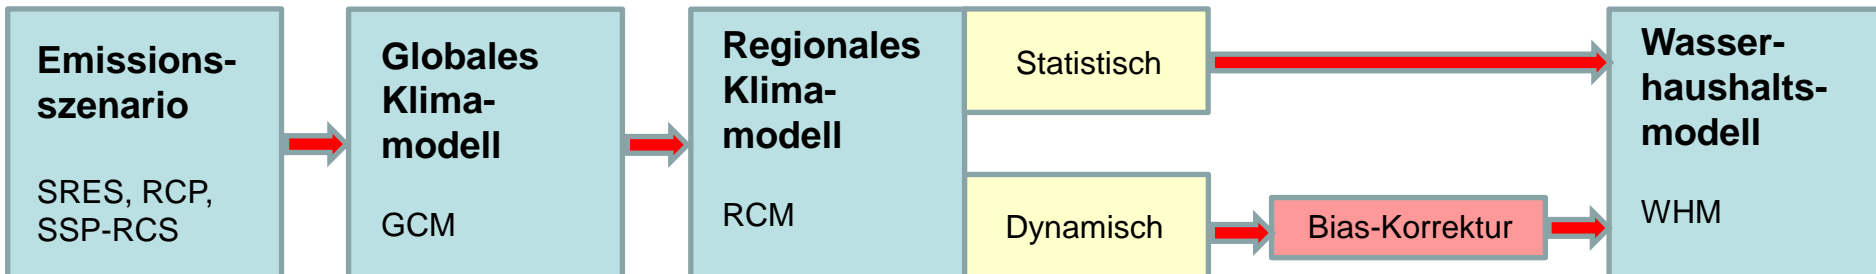 Emissions-
szenario
SRES, RCP,
SSP-RCS
Globales
Klima-
modell
GCM
Regionales
Klima-
modell
RCM
Statistisch
Dynamisch
Bias-Korrektur
Wasser-
haushalts-
modell
WHM